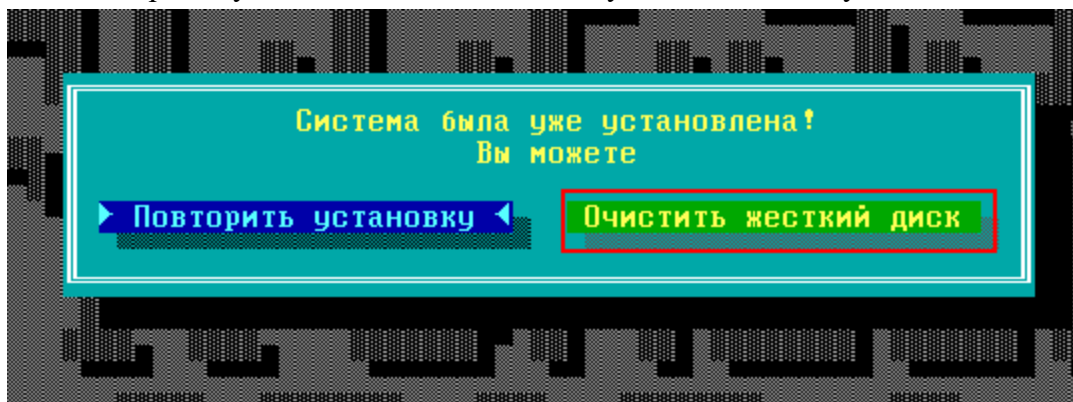 Система была уже установлена!
Вы можете
Повторить установку
Очистить жесткий диск